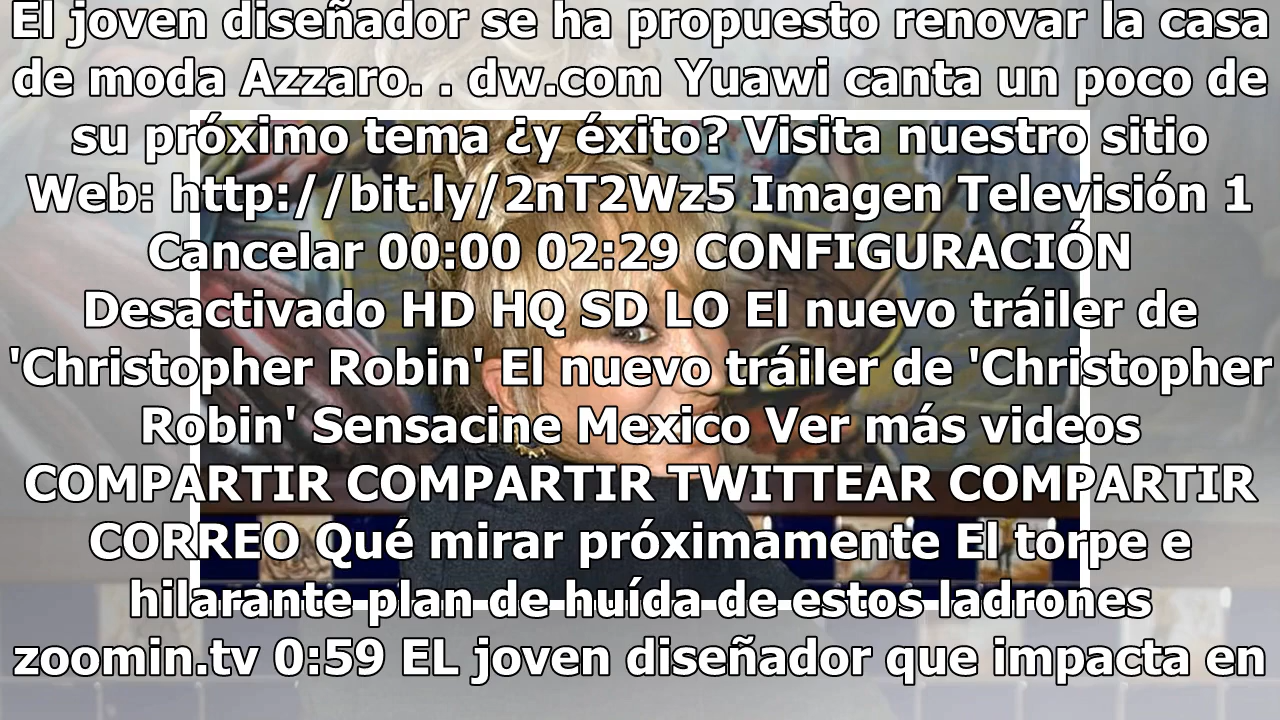 El joven diseñador se ha propuesto renovar la casa
de moda Azzaro. . dw.com Yuawi canta un poco de
su próximo tema ¿y éxito? Visita nuestro sitio
Web: http://bit.ly/2nT2Wz5 Imagen Televisión 1
Cancelar 00:00 02:29 CONFIGURACIÓN
Desactivado HD HQ SD LO El nuevo tráiler de
'Christopher Robin' El nuevo tráiler de 'Christopher
Robin' Sensacine Mexico Ver más videos
COMPARTIR COMPARTIR TWITTEAR COMPARTIR
CORREO Qué mirar próximamente El torpe e
hilarante plan de huída de estos ladrones
zoomin.tv 0:59 EL joven diseñador que impacta en